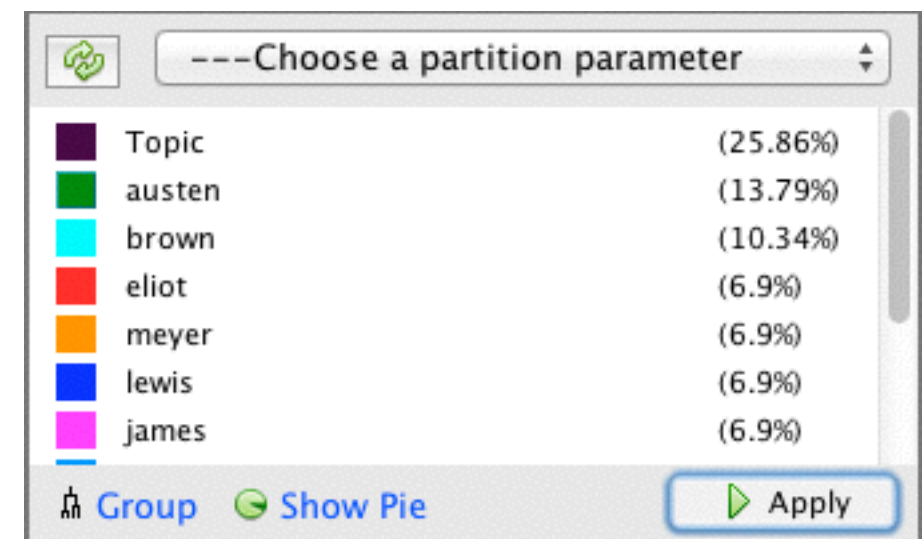 ---Choose a partition parameter
Topic (25.86%)
austen (13.79%)
brown (10.34%)
eliot (6.9%)
meyer (6.9%)
lewis (6.9%)
james (6.9%)
Group Show Pie Apply